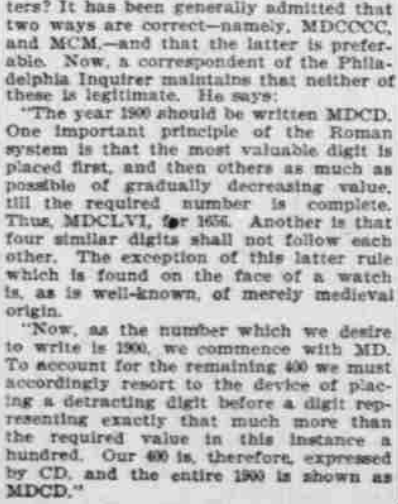 ters? It has been generally admitted that
two ways are correct—namely, MDCCCC,
and MCM,—and that the latter is prefer-
able. Now, a correspondent of the Phila-
delphia Inquirer maintains that neither of
these is legitimate. He says:
"The year 1900 should be written MDCD.
One important principle of the Roman
system is that the most valuable digit is
placed first, and then others as much as
possible of gradually decreasing value,
till the required number is complete.
Thus, MDCLVI, for 1656. Another is that
four similar digits shall not follow each
other. The exception of this latter rule
which is found on the face of a watch
is, as is well-known, of merely medieval
origin.
"Now, as the number which we desire
to write is 1900, we commence with MD.
To account for the remaining 400 we must
accordingly resort to the device of plac-
ing a detracting digit before a digit rep-
resenting exactly that much more than
the required value in this instance a
hundred. Our 400 is, therefore, expressed
by CD, and the entire 1900 is shown as
MDCD."